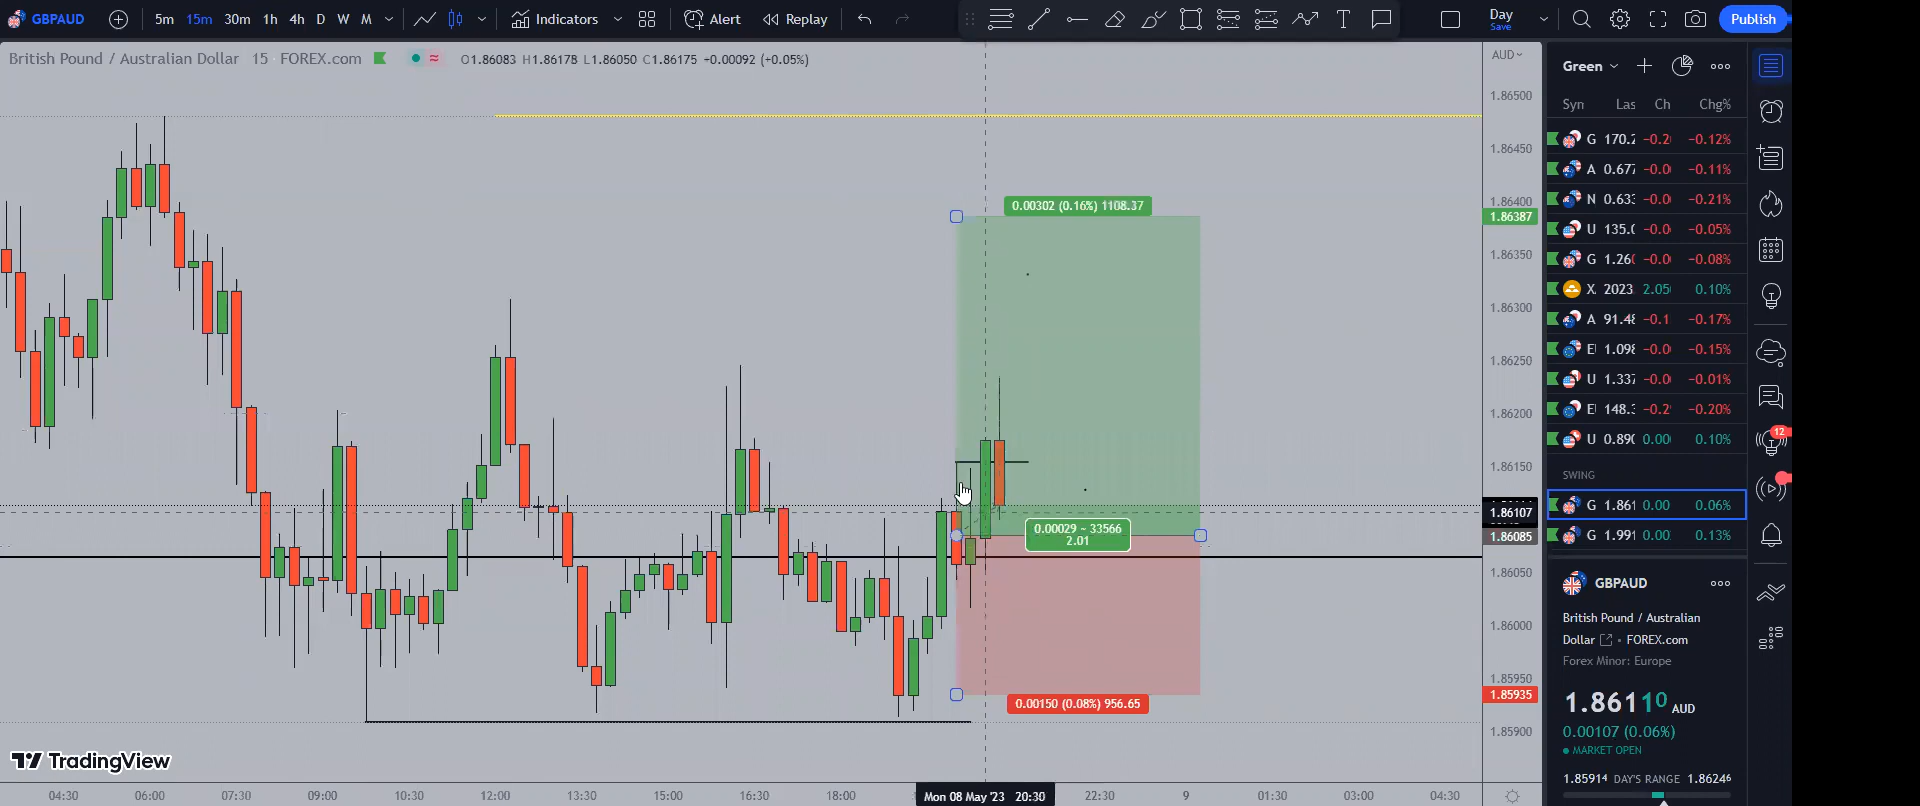 GBPAUD 5m 15m 30m 1h 4h D W M Indicators Alert Replay Day Save Publish
British Pound / Australian Dollar 15 FOREX.com O1.86083 H1.86178 L1.86050 C1.86175 +0.00092 (+0.05%)
AUD
1.86500
1.86450
1.86400
1.86387
1.86350
1.86300
1.86250
1.86200
1.86150
1.86107
1.86085
1.86050
1.86000
1.85950
1.85935
1.85900
0.00302 (0.16%) 1108.37
0.00029 ~ 33566
2.01
0.00150 (0.08%) 956.65
TradingView
04:30 06:00 07:30 09:00 10:30 12:00 13:30 15:00 16:30 18:00 Mon 08 May '23 20:30 22:30 9 01:30 03:00 04:30
Green
Syn Las Ch Chg%
G 170.2 −0.2 −0.12%
A 0.677 −0.0 −0.11%
N 0.633 −0.0 −0.21%
U 135.0 −0.0 −0.05%
G 1.260 −0.0 −0.08%
X 2023 2.05 0.10%
A 91.48 −0.1 −0.17%
E 1.098 −0.0 −0.15%
U 1.337 −0.0 −0.01%
E 148.3 −0.2 −0.20%
U 0.890 0.00 0.10%
SWING
G 1.861 0.00 0.06%
G 1.991 0.00 0.13%
GBPAUD
British Pound / Australian
Dollar • FOREX.com
Forex Minor: Europe
1.86110 AUD
0.00107 (0.06%)
MARKET OPEN
1.85914 DAY'S RANGE 1.86246
12